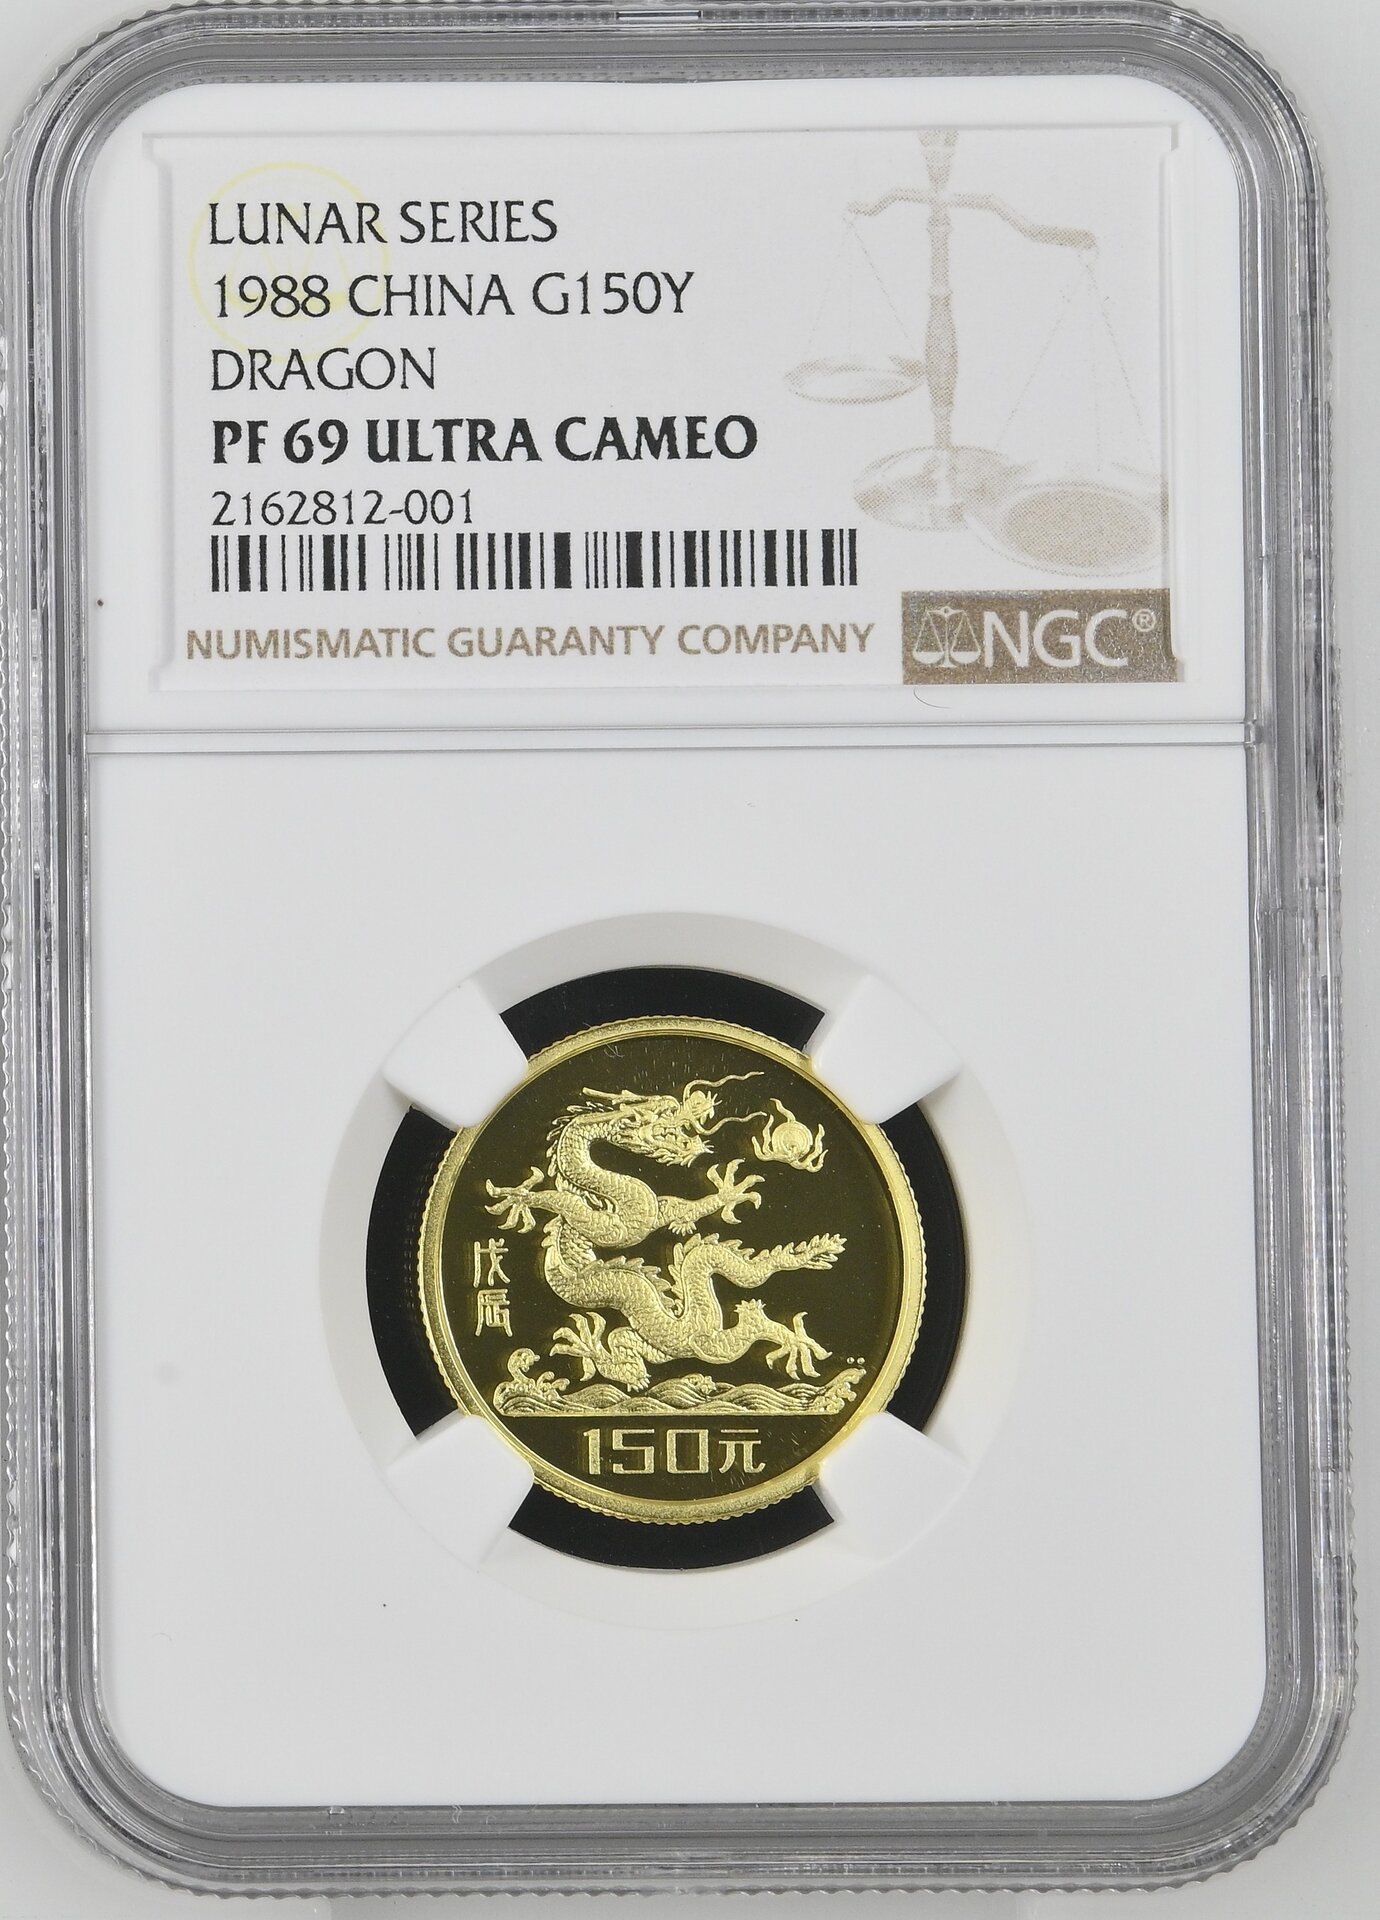 LUNAR SERIES
1988 CHINA G150Y
DRAGON
PF 69 ULTRA CAMEO
2162812-001
NUMISMATIC GUARANTY COMPANY
NGC®
戊辰
150元